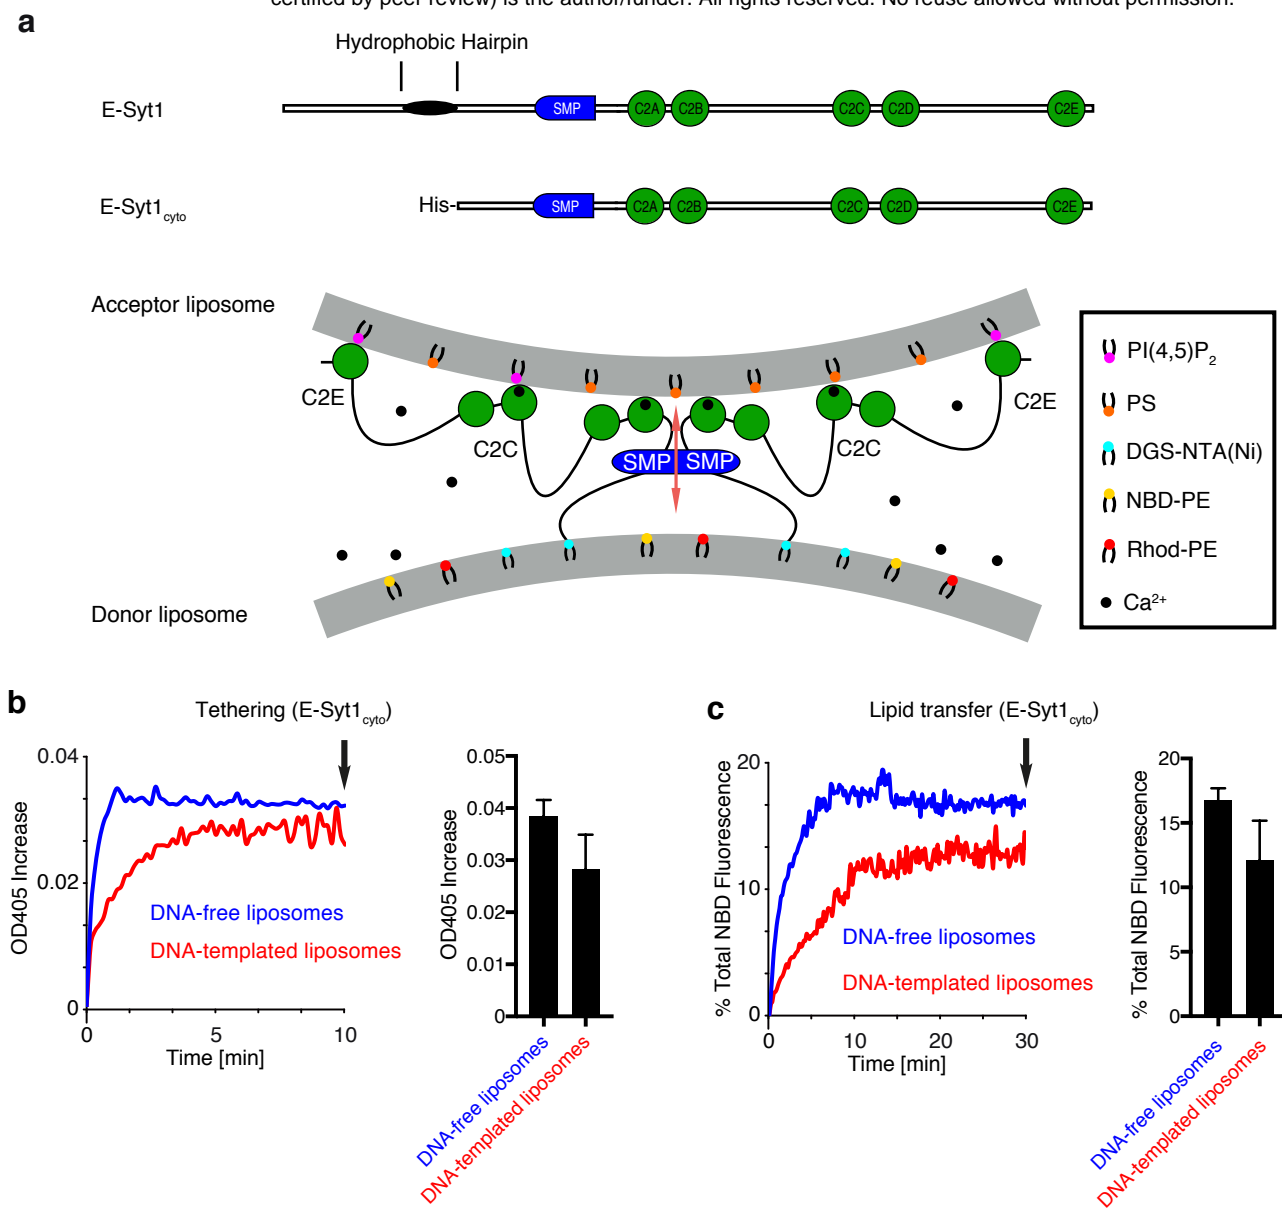 certified by peer review) is the author/funder. All rights reserved. No reuse allowed without permission.
a
Hydrophobic Hairpin
E-Syt1
SMP C2A C2B C2C C2D C2E
E-Syt1cyto
His-
SMP C2A C2B C2C C2D C2E
Acceptor liposome
C2E
C2C
SMP SMP
C2C
C2E
Donor liposome
PI(4,5)P2
PS
DGS-NTA(Ni)
NBD-PE
Rhod-PE
Ca2+
b
Tethering (E-Syt1cyto)
OD405 Increase
0.04
0.02
0
DNA-free liposomes
DNA-templated liposomes
0 5 10
Time [min]
OD405 Increase
0.05
0.04
0.03
0.02
0.01
0
DNA-free liposomes
DNA-templated liposomes
c
Lipid transfer (E-Syt1cyto)
% Total NBD Fluorescence
20
10
0
DNA-free liposomes
DNA-templated liposomes
0 10 20 30
Time [min]
% Total NBD Fluorescence
20
15
10
5
0
DNA-free liposomes
DNA-templated liposomes